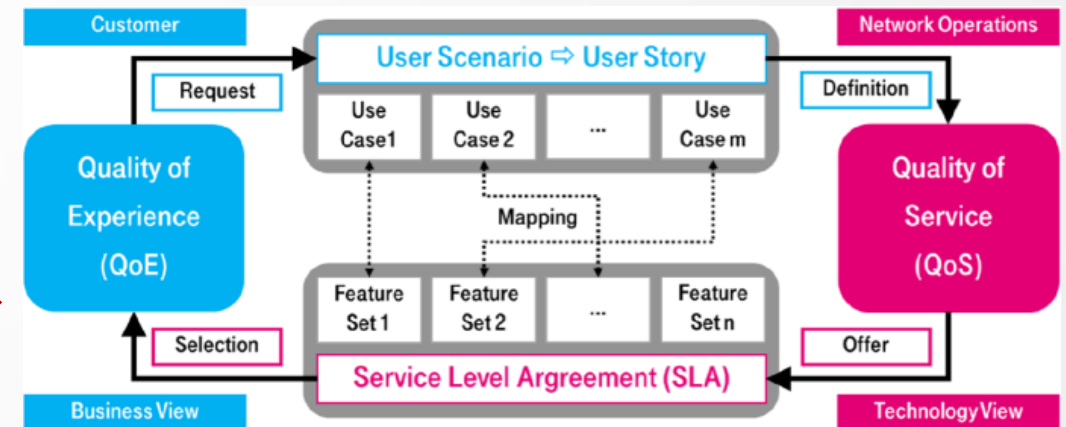 Customer
Network Operations
User Scenario ⇨ User Story
Request
Definition
Use
Case1
Use
Case 2
...
Use
Case m
Quality of
Experience
(QoE)
Mapping
Quality of
Service
(QoS)
Feature
Set 1
Feature
Set 2
...
Feature
Set n
Selection
Offer
Service Level Argreement (SLA)
Business View
Technology View